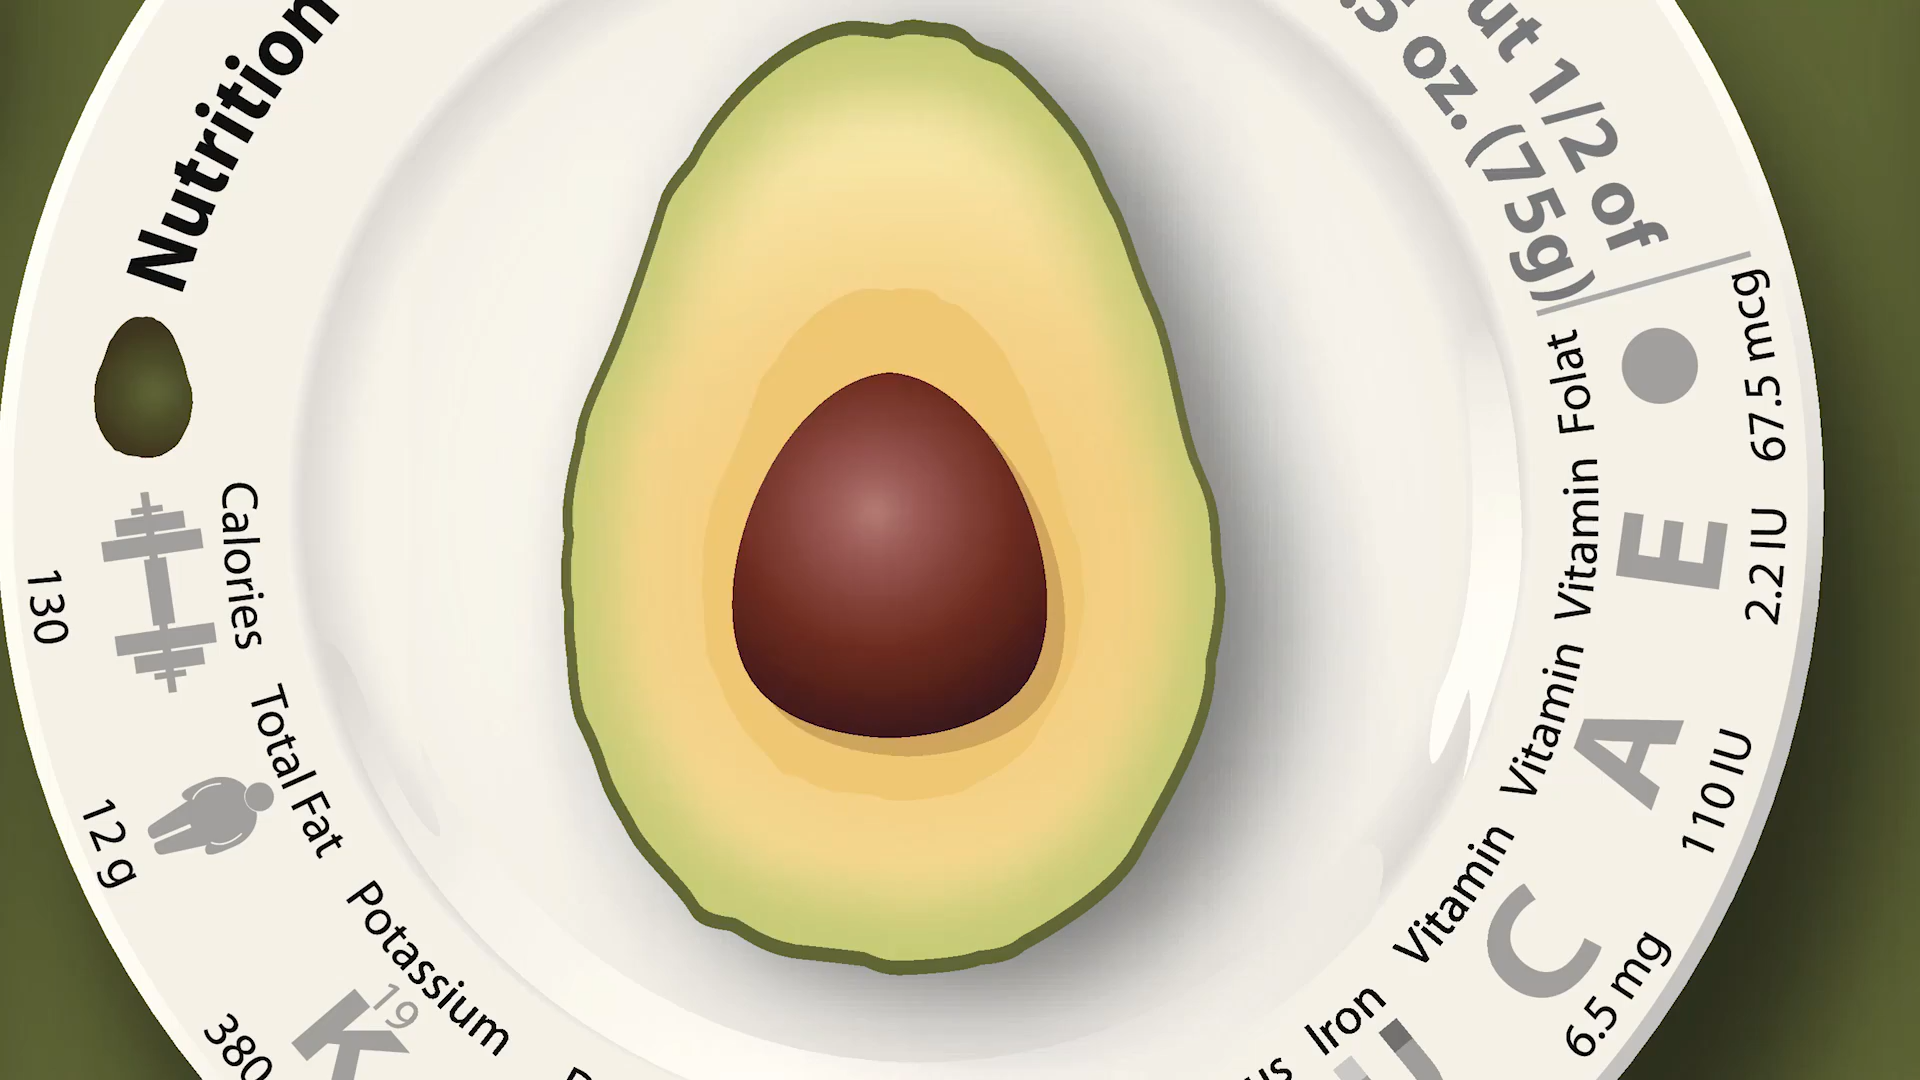 Nutrition
ut 1/2 of
.5 oz. (75g)
Calories
130
Total Fat
12 g
Potassium
19
K
380
Iron
Vitamin
C
6.5 mg
Vitamin
A
110 IU
Vitamin
E
2.2 IU
Folat
67.5 mcg